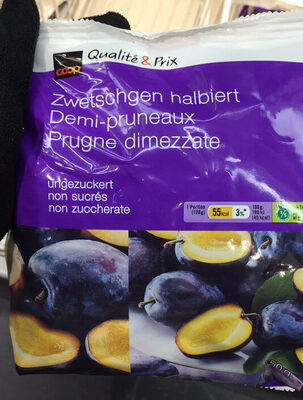 coop
Qualité & Prix
Zwetschgen halbiert
Demi-pruneaux
Prugne dimezzate
ungezuckert
non sucrés
non zuccherate
1 Portion
(120g)
55kcal
3%*
100g:
190 kJ
(45 kcal)